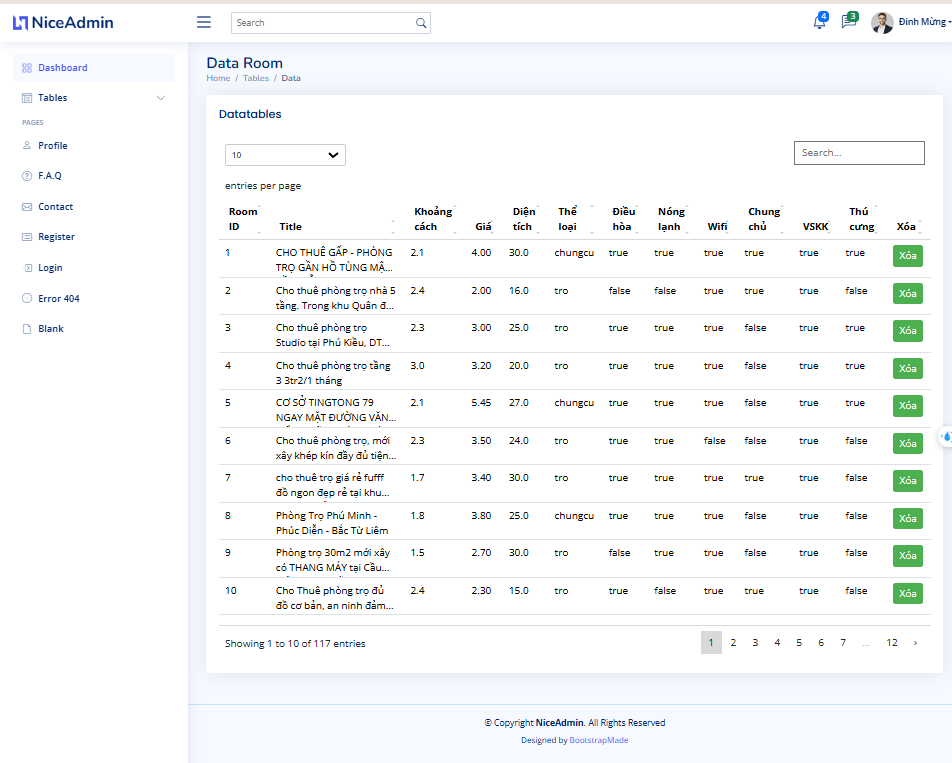 NiceAdmin
Search
4
3
Đinh Mừng
Dashboard
Tables
PAGES
Profile
F.A.Q
Contact
Register
Login
Error 404
Blank
Data Room
Home / Tables / Data
Datatables
10
Search...
entries per page
Room ID Title Khoảng cách Giá Diện tích Thể loại Điều hòa Nóng lạnh Wifi Chung chủ VSKK Thú cưng Xóa
1 CHO THUÊ GẤP - PHÒNG 2.1 4.00 30.0 chungcu true true true true true true Xóa
TRỌ GẦN HỒ TÙNG MẬ...
2 Cho thuê phòng trọ nhà 5 2.4 2.00 16.0 tro false false true true true false Xóa
tầng. Trong khu Quân đ...
3 Cho thuê phòng trọ 2.3 3.00 25.0 tro true true true false true true Xóa
Studio tại Phú Kiều, DT...
4 Cho thuê phòng trọ tầng 3.0 3.20 20.0 tro true true true false true true Xóa
3 3tr2/1 tháng
5 CƠ SỞ TINGTONG 79 2.1 5.45 27.0 chungcu true true true false true true Xóa
NGAY MẶT ĐƯỜNG VĂN...
6 Cho thuê phòng trọ, mới 2.3 3.50 24.0 tro true true false false true false Xóa
xây khép kín đầy đủ tiện...
7 cho thuê trọ giá rẻ fufff 1.7 3.40 30.0 tro true true true true true false Xóa
đồ ngon đẹp rẻ tại khu...
8 Phòng Trọ Phú Minh - 1.8 3.80 25.0 chungcu true true true false true false Xóa
Phúc Diễn - Bắc Từ Liêm
9 Phòng trọ 30m2 mới xây 1.5 2.70 30.0 tro false true true false true false Xóa
có THANG MÁY tại Cầu...
10 Cho Thuê phòng trọ đủ 2.4 2.30 15.0 tro true false true true true false Xóa
đồ cơ bản, an ninh đảm...
Showing 1 to 10 of 117 entries
1 2 3 4 5 6 7 ... 12 ›
© Copyright NiceAdmin. All Rights Reserved
Designed by BootstrapMade